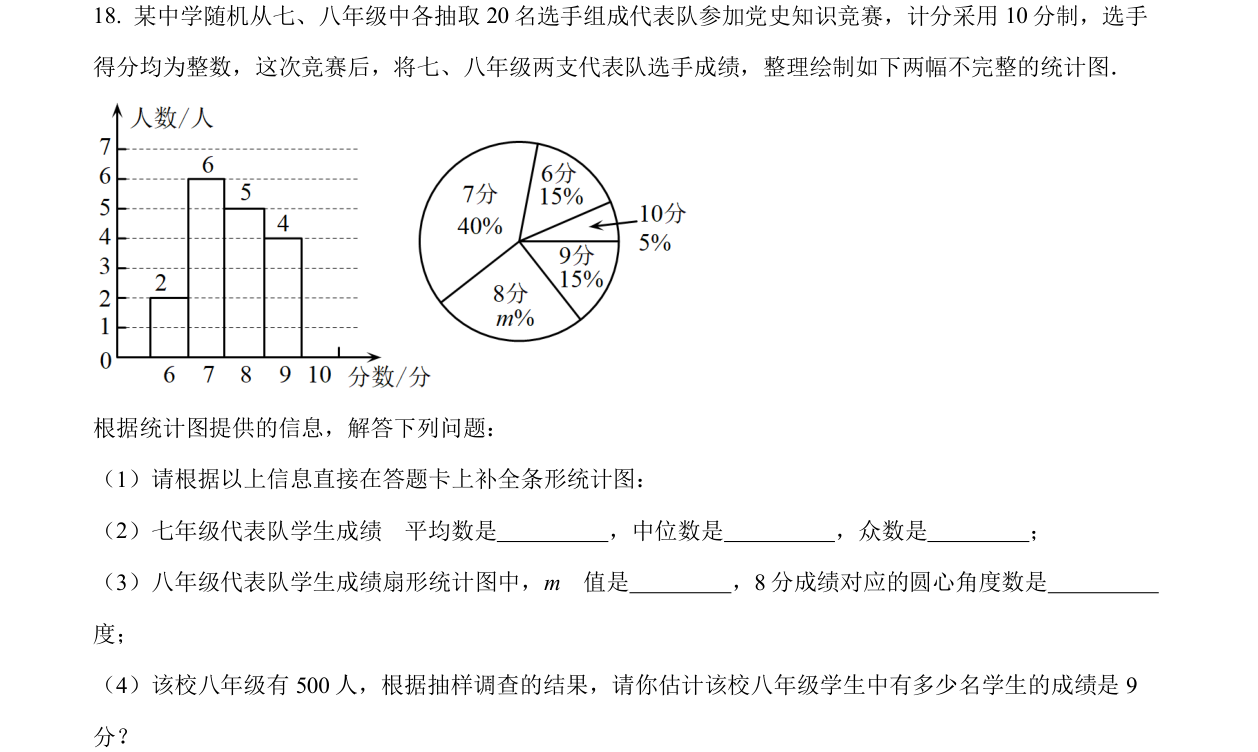 18. 某中学随机从七、八年级中各抽取 20 名选手组成代表队参加党史知识竞赛，计分采用 10 分制，选手
得分均为整数，这次竞赛后，将七、八年级两支代表队选手成绩，整理绘制如下两幅不完整的统计图．
人数/人
7
6
5
4
3
2
1
0
2
6
5
4
6 7 8 9 10 分数/分
7分
40%
6分
15%
10分
5%
9分
15%
8分
m%
根据统计图提供的信息，解答下列问题：
（1）请根据以上信息直接在答题卡上补全条形统计图：
（2）七年级代表队学生成绩 平均数是_________，中位数是_________，众数是_________；
（3）八年级代表队学生成绩扇形统计图中，m 值是_________，8 分成绩对应的圆心角度数是_________
度；
（4）该校八年级有 500 人，根据抽样调查的结果，请你估计该校八年级学生中有多少名学生的成绩是 9
分？